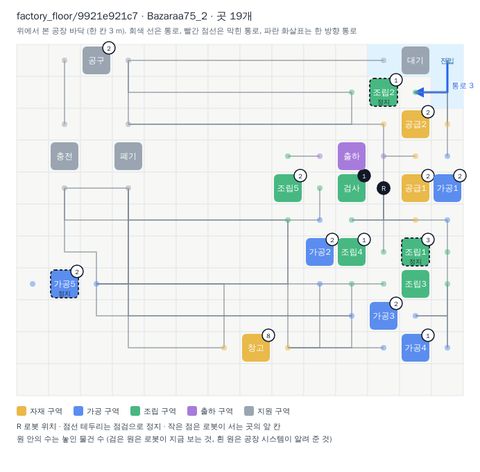 factory_floor/9921e921c7 · Bazaraa75_2 · 곳 19개
위에서 본 공장 바닥 (한 칸 3 m). 회색 선은 통로, 빨간 점선은 막힌 통로, 파란 화살표는 한 방향 통로
공구 2
대기
전입
통로 3
조립2 1
정지
공급2 2
충전
폐기
출하
조립5 2
검사 1
R
공급1 2
가공1 2
가공2 2
조립4 1
조립1 3
정지
가공5 2
정지
조립3
가공3 2
창고 8
가공4 1
자재 구역
가공 구역
조립 구역
출하 구역
지원 구역
R 로봇 위치 · 점선 테두리는 점검으로 정지 · 작은 점은 로봇이 서는 곳의 앞 칸
원 안의 수는 놓인 물건 수 (검은 원은 로봇이 지금 보는 것, 흰 원은 공장 시스템이 알려 준 것)